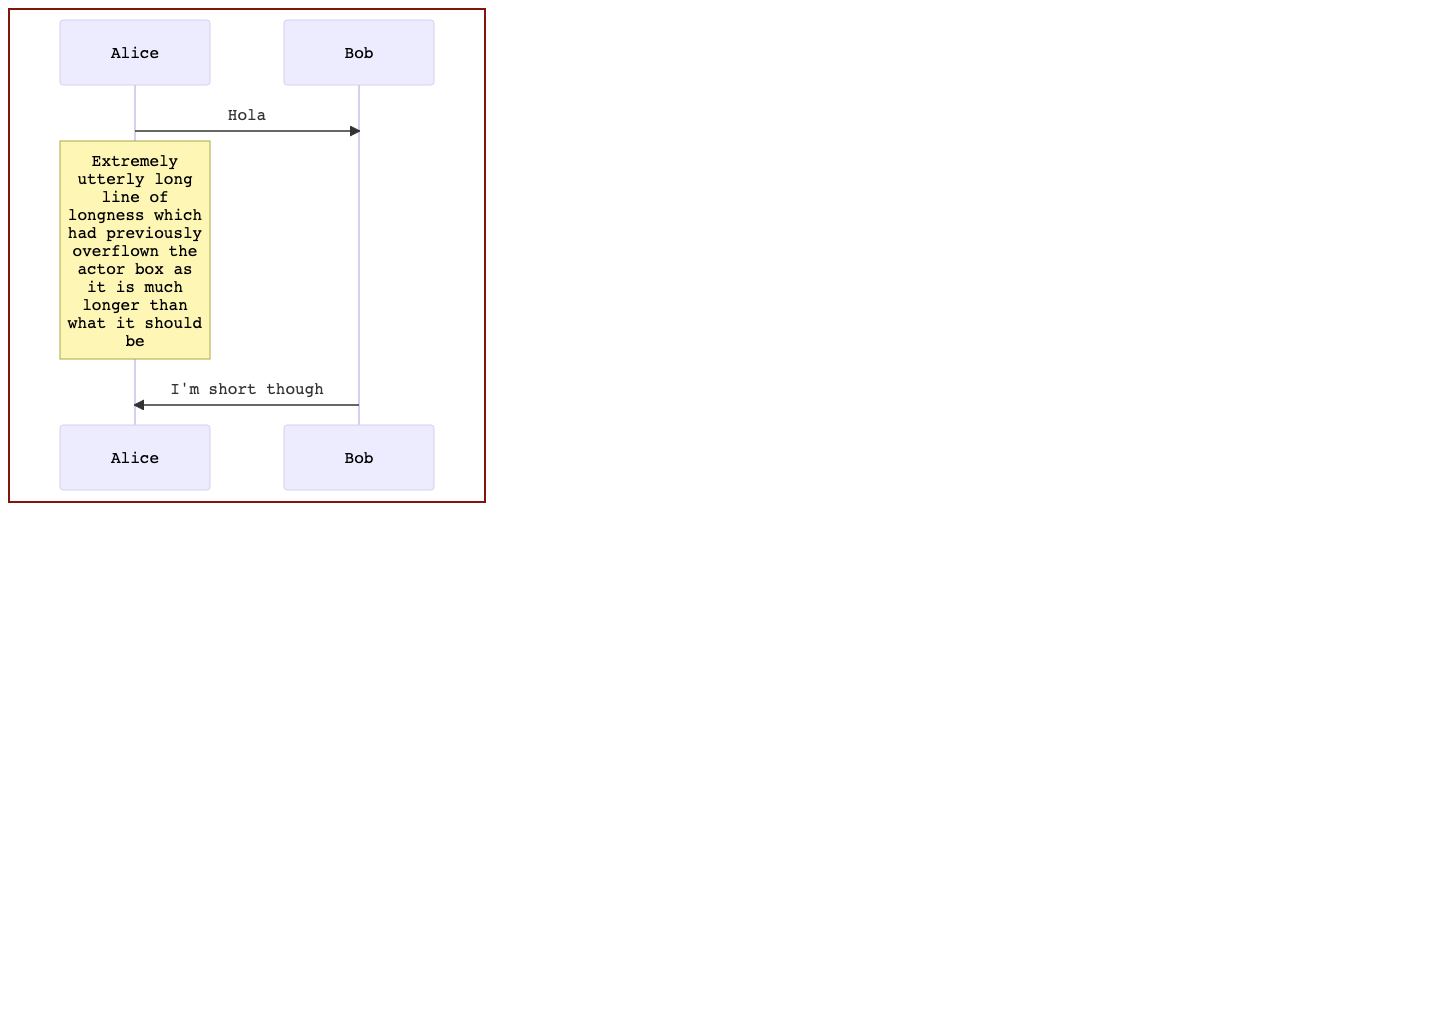 Alice
Bob
Hola
Extremely
utterly long
line of
longness which
had previously
overflown the
actor box as
it is much
longer than
what it should
be
I'm short though
Alice
Bob